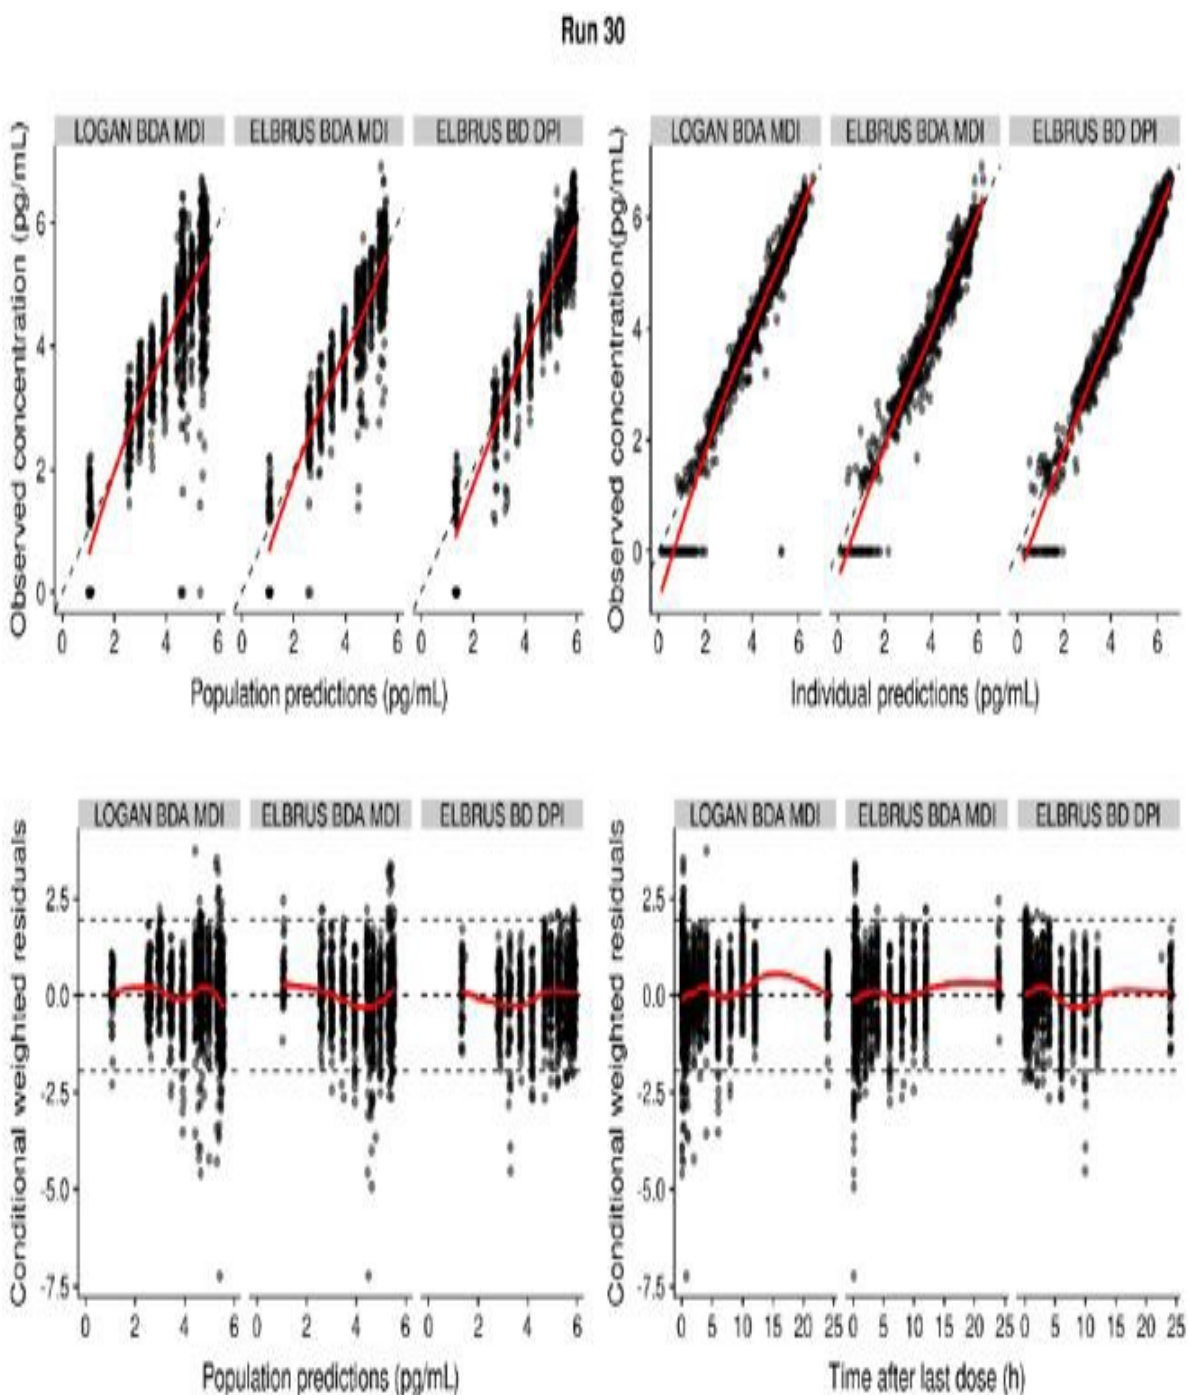 Run 30
LOGAN BDA MDI ELBRUS BDA MDI ELBRUS BD DPI
Observed concentration (pg/mL)
6
4
2
0
0 2 4 6 0 2 4 6 0 2 4 6
Population predictions (pg/mL)
LOGAN BDA MDI ELBRUS BDA MDI ELBRUS BD DPI
Observed concentration(pg/mL)
6
4
2
0
0 2 4 6 0 2 4 6 0 2 4 6
Individual predictions (pg/mL)
LOGAN BDA MDI ELBRUS BDA MDI ELBRUS BD DPI
Conditional weighted residuals
2.5
0.0
-2.5
-5.0
-7.5
0 2 4 6 0 2 4 6 0 2 4 6
Population predictions (pg/mL)
LOGAN BDA MDI ELBRUS BDA MDI ELBRUS BD DPI
Conditional weighted residuals
2.5
0.0
-2.5
-5.0
-7.5
0 5 10 15 20 25 0 5 10 15 20 25 0 5 10 15 20 25
Time after last dose (h)